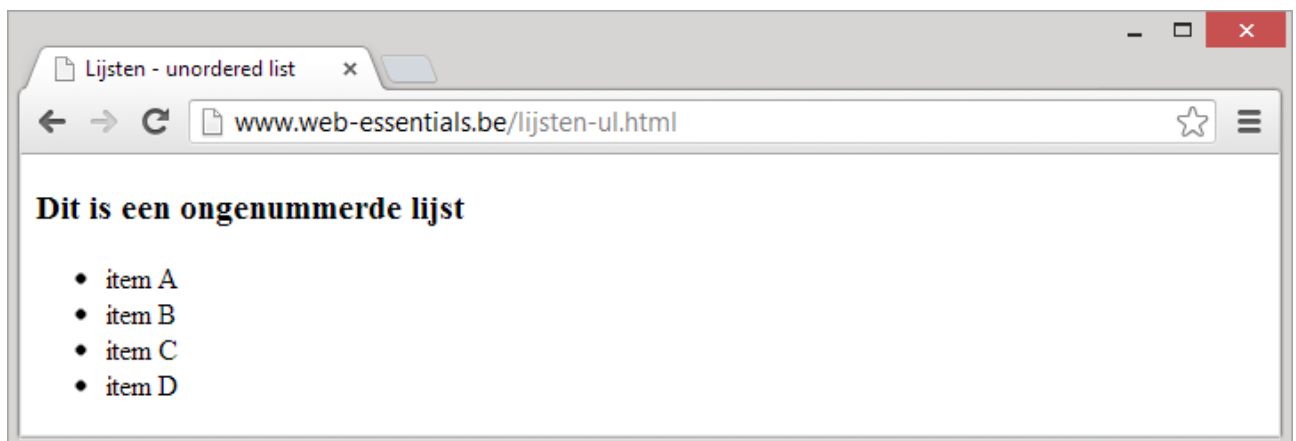 Lijsten - unordered list
www.web-essentials.be/lijsten-ul.html
Dit is een ongenummerde lijst
item A
item B
item C
item D